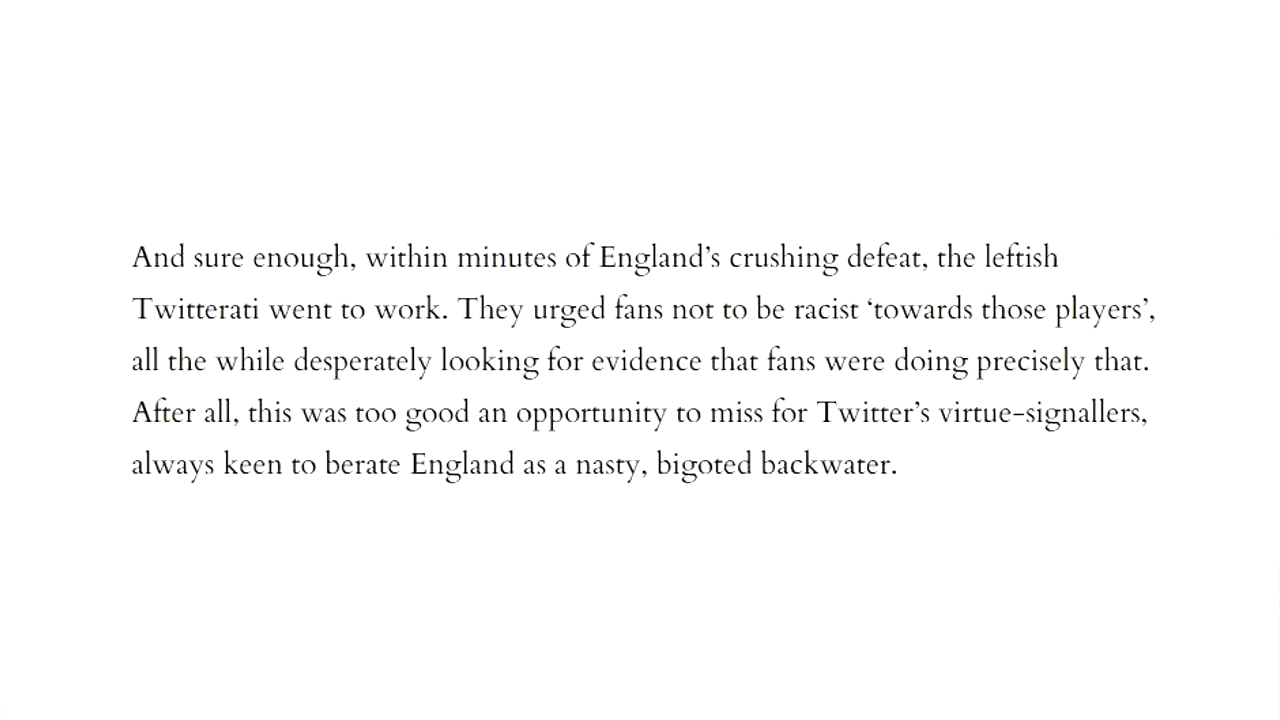 And sure enough, within minutes of England’s crushing defeat, the leftish
Twitterati went to work. They urged fans not to be racist ‘towards those players’,
all the while desperately looking for evidence that fans were doing precisely that.
After all, this was too good an opportunity to miss for Twitter’s virtue-signallers,
always keen to berate England as a nasty, bigoted backwater.